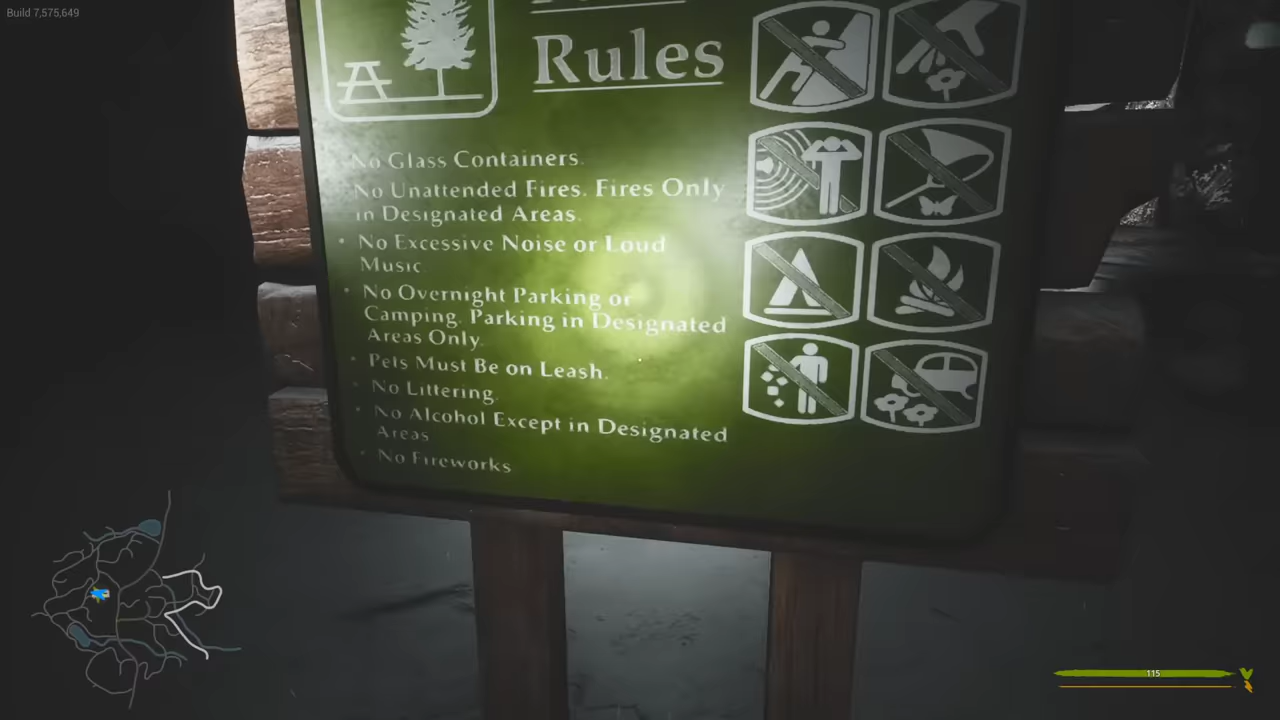 Build 7,575,649
Rules
No Glass Containers.
No Unattended Fires. Fires Only
in Designated Areas.
• No Excessive Noise or Loud
Music.
• No Overnight Parking or
Camping. Parking in Designated
Areas Only.
• Pets Must Be on Leash.
• No Littering.
• No Alcohol Except in Designated
Areas
• No Fireworks
115